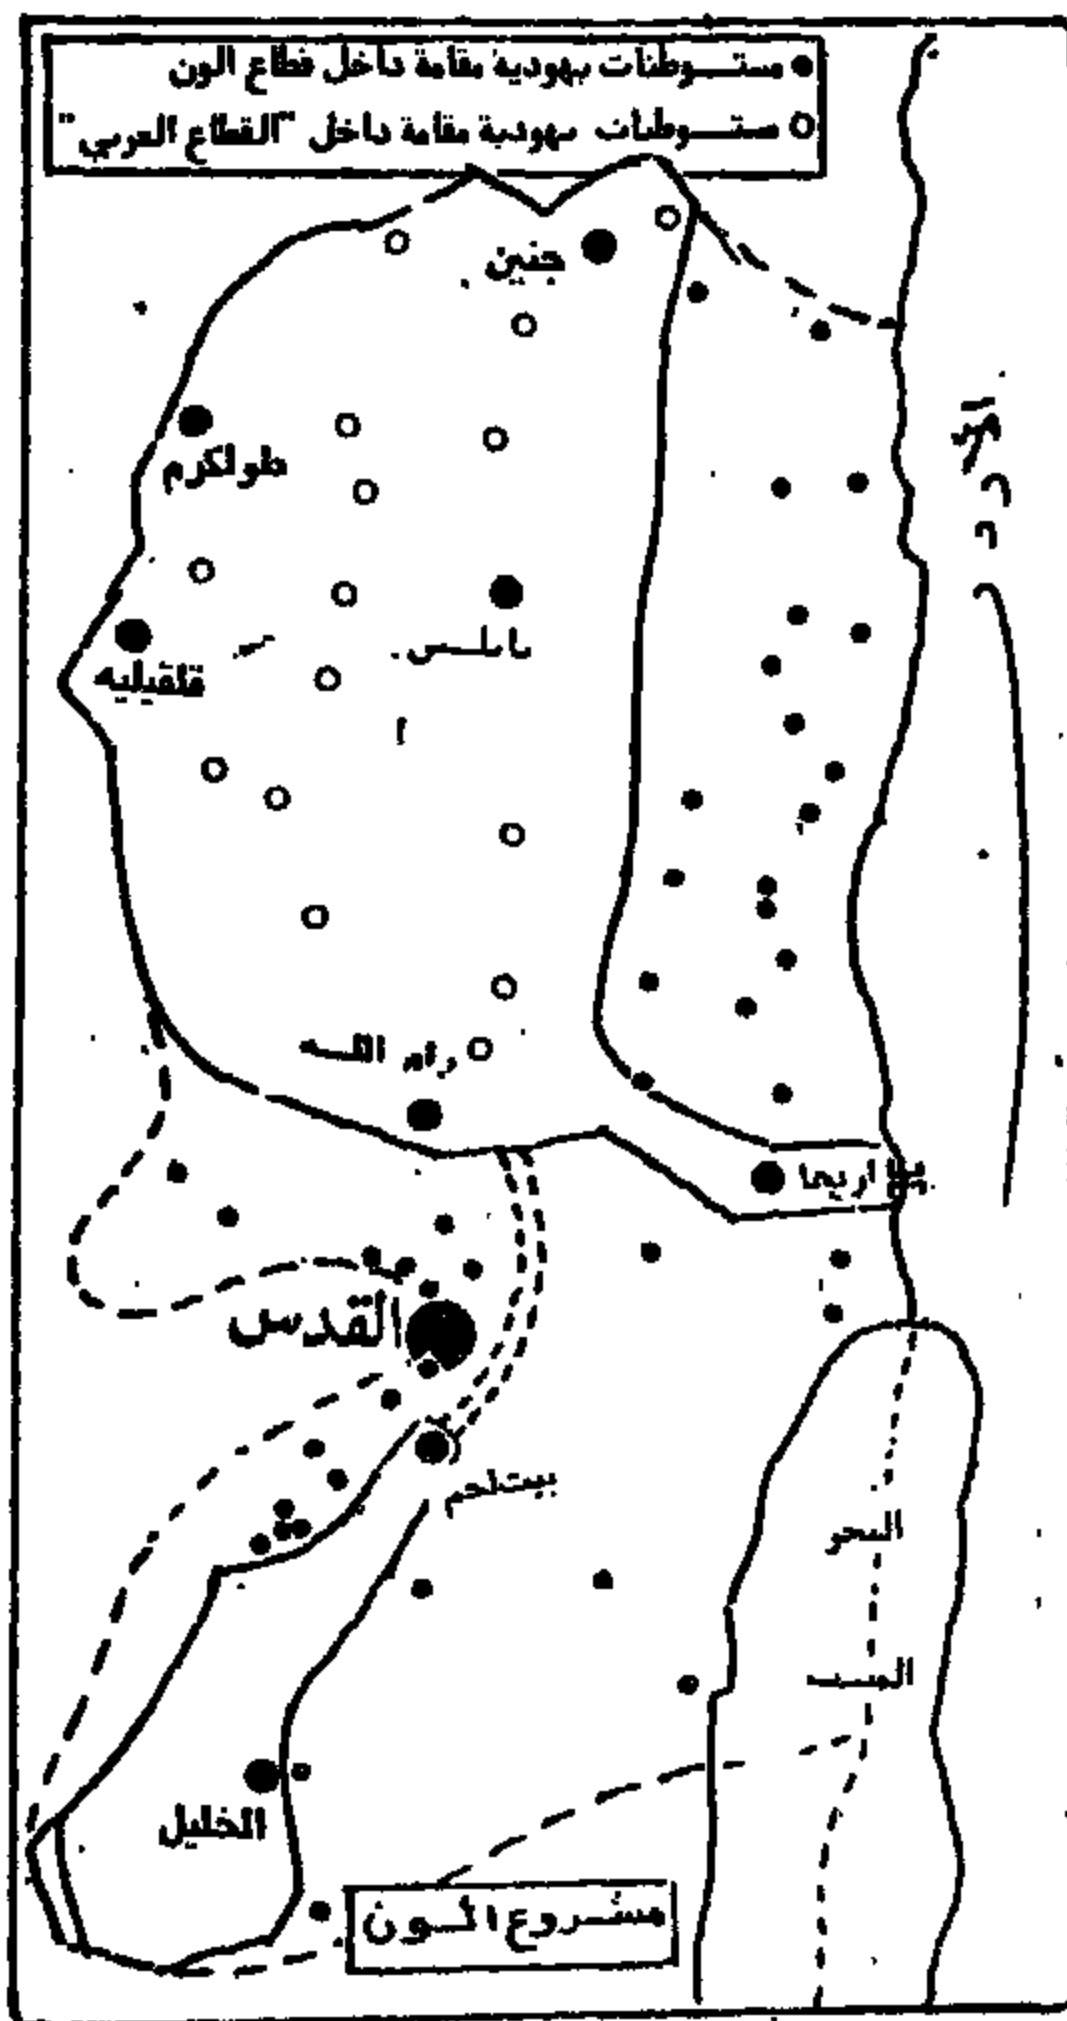 مستوطنات يهودية مقامة داخل قطاع الون
ستوطنات يهودية مقامة داخل "القطاع العربي"
جنين
طولكرم
نابلس
قلقيليه
رام الله
اريحا
القدس
بيت لحم
البحر
الميت
الخليل
مشروع الون